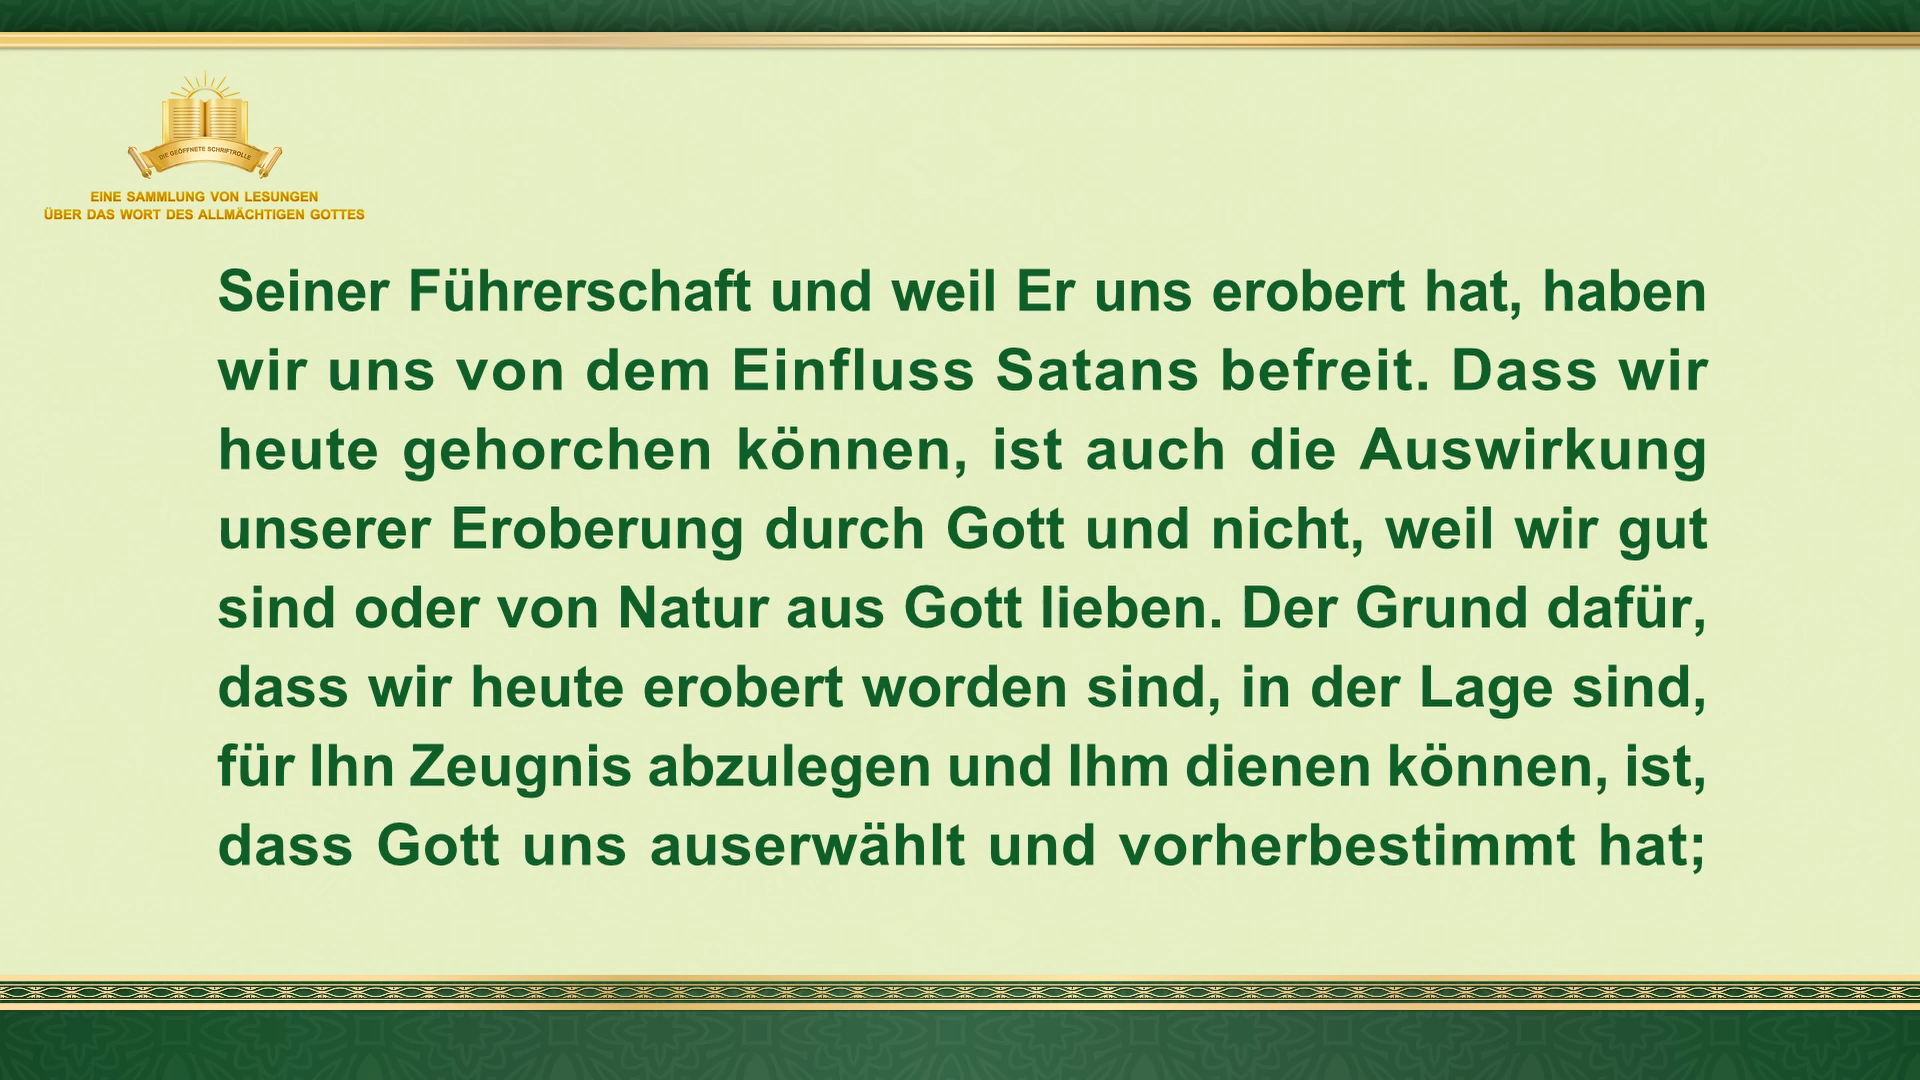 DIE GEÖFFNETE SCHRIFTROLLE
EINE SAMMLUNG VON LESUNGEN
ÜBER DAS WORT DES ALLMÄCHTIGEN GOTTES
Seiner Führerschaft und weil Er uns erobert hat, haben
wir uns von dem Einfluss Satans befreit. Dass wir
heute gehorchen können, ist auch die Auswirkung
unserer Eroberung durch Gott und nicht, weil wir gut
sind oder von Natur aus Gott lieben. Der Grund dafür,
dass wir heute erobert worden sind, in der Lage sind,
für Ihn Zeugnis abzulegen und Ihm dienen können, ist,
dass Gott uns auserwählt und vorherbestimmt hat;